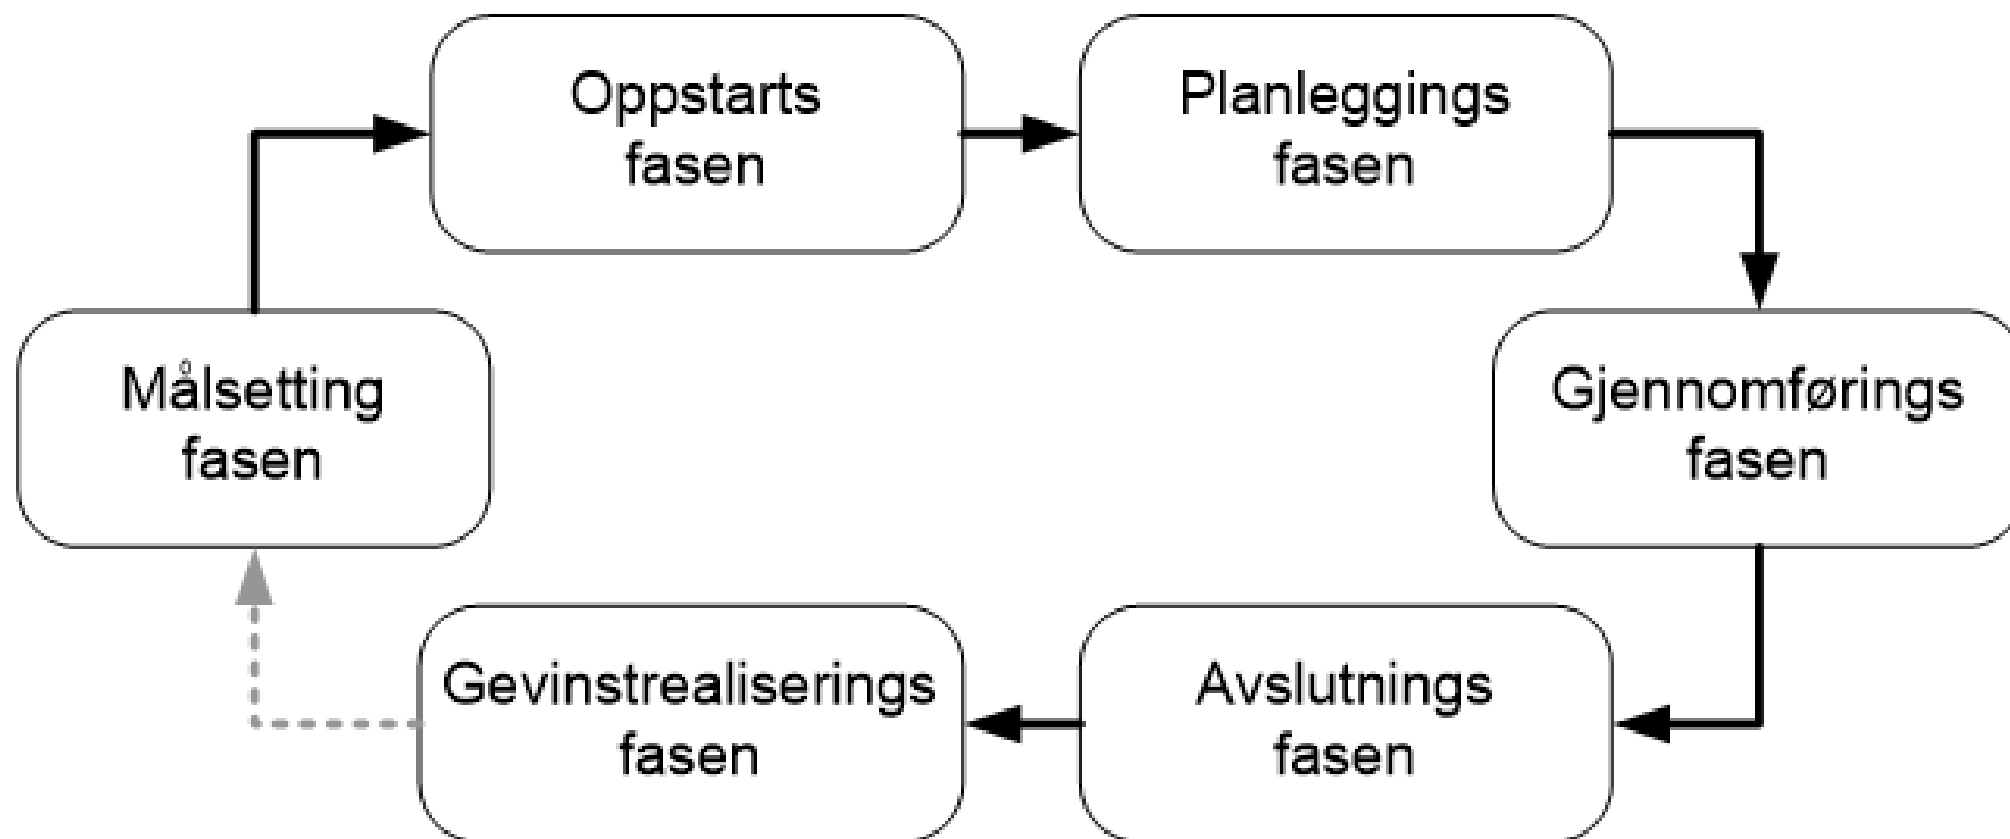 Oppstarts
fasen
Planleggings
fasen
Målsetting
fasen
Gjennomførings
fasen
Gevinstrealiserings
fasen
Avslutnings
fasen